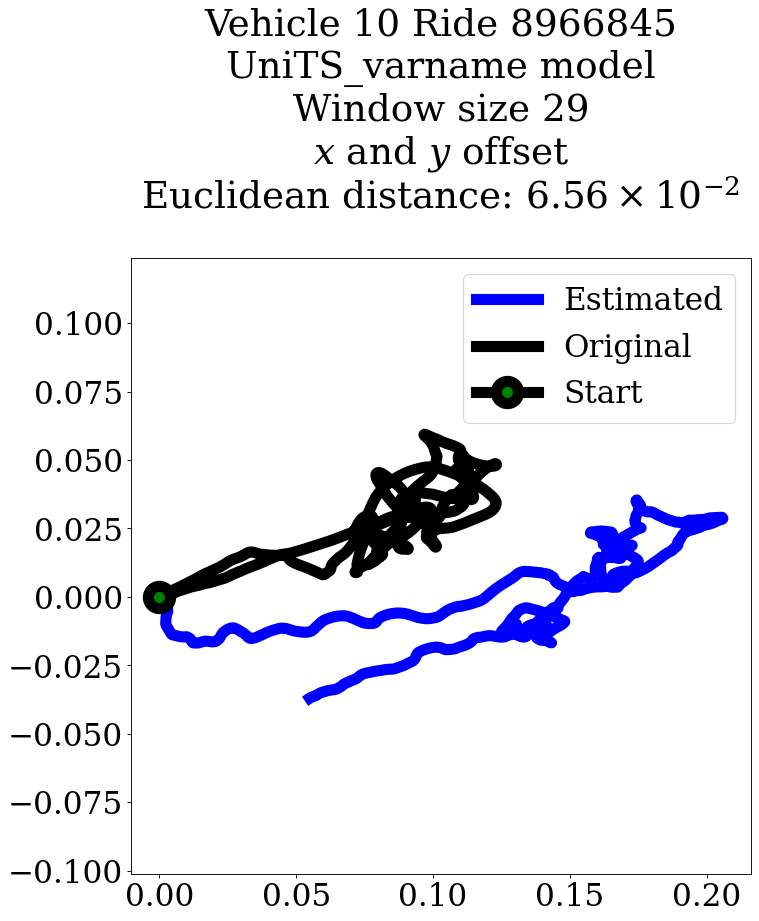 Vehicle 10 Ride 8966845
UniTS_varname model
Window size 29
x and y offset
Euclidean distance: 6.56 × 10⁻²
Estimated
Original
Start
0.100
0.075
0.050
0.025
0.000
−0.025
−0.050
−0.075
−0.100
0.00 0.05 0.10 0.15 0.20